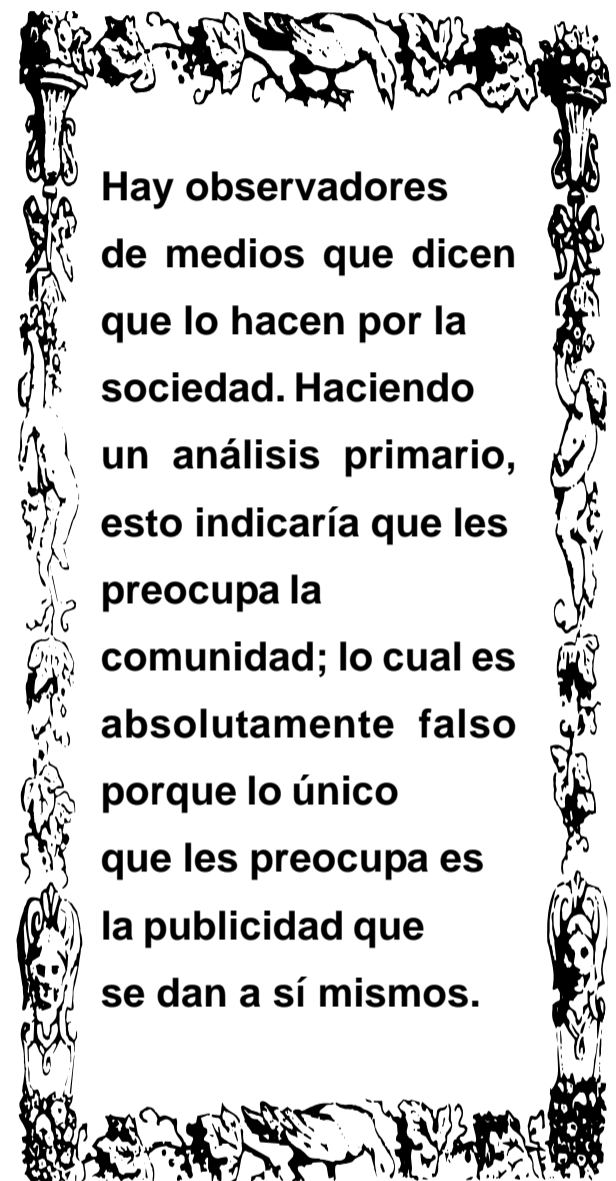 Hay observadores
de medios que dicen
que lo hacen por la
sociedad. Haciendo
un análisis primario,
esto indicaría que les
preocupa la
comunidad; lo cual es
absolutamente falso
porque lo único
que les preocupa es
la publicidad que
se dan a sí mismos.